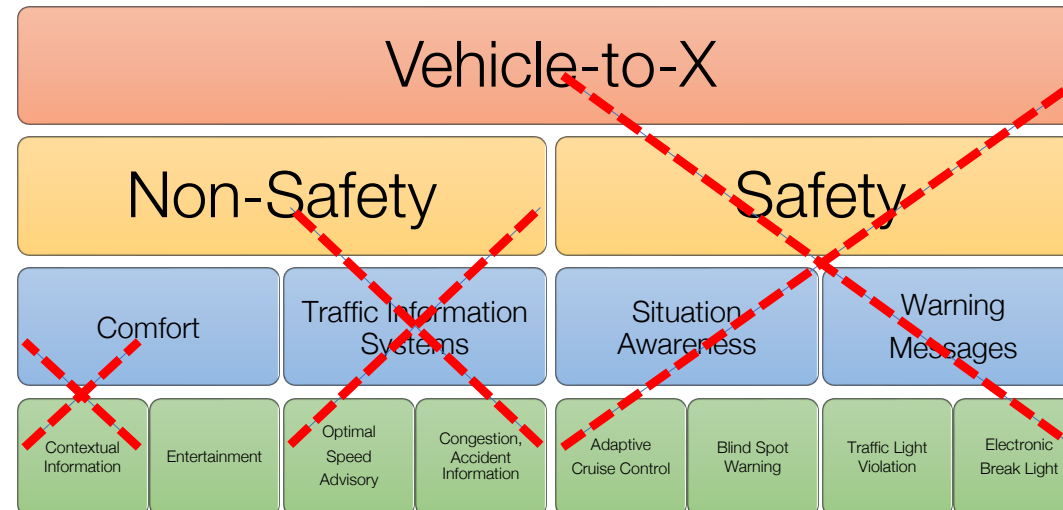 Vehicle-to-X
Non-Safety
Safety
Comfort
Traffic Information
Systems
Situation
Awareness
Warning
Messages
Contextual
Information
Entertainment
Optimal
Speed
Advisory
Congestion,
Accident
Information
Adaptive
Cruise Control
Blind Spot
Warning
Traffic Light
Violation
Electronic
Break Light